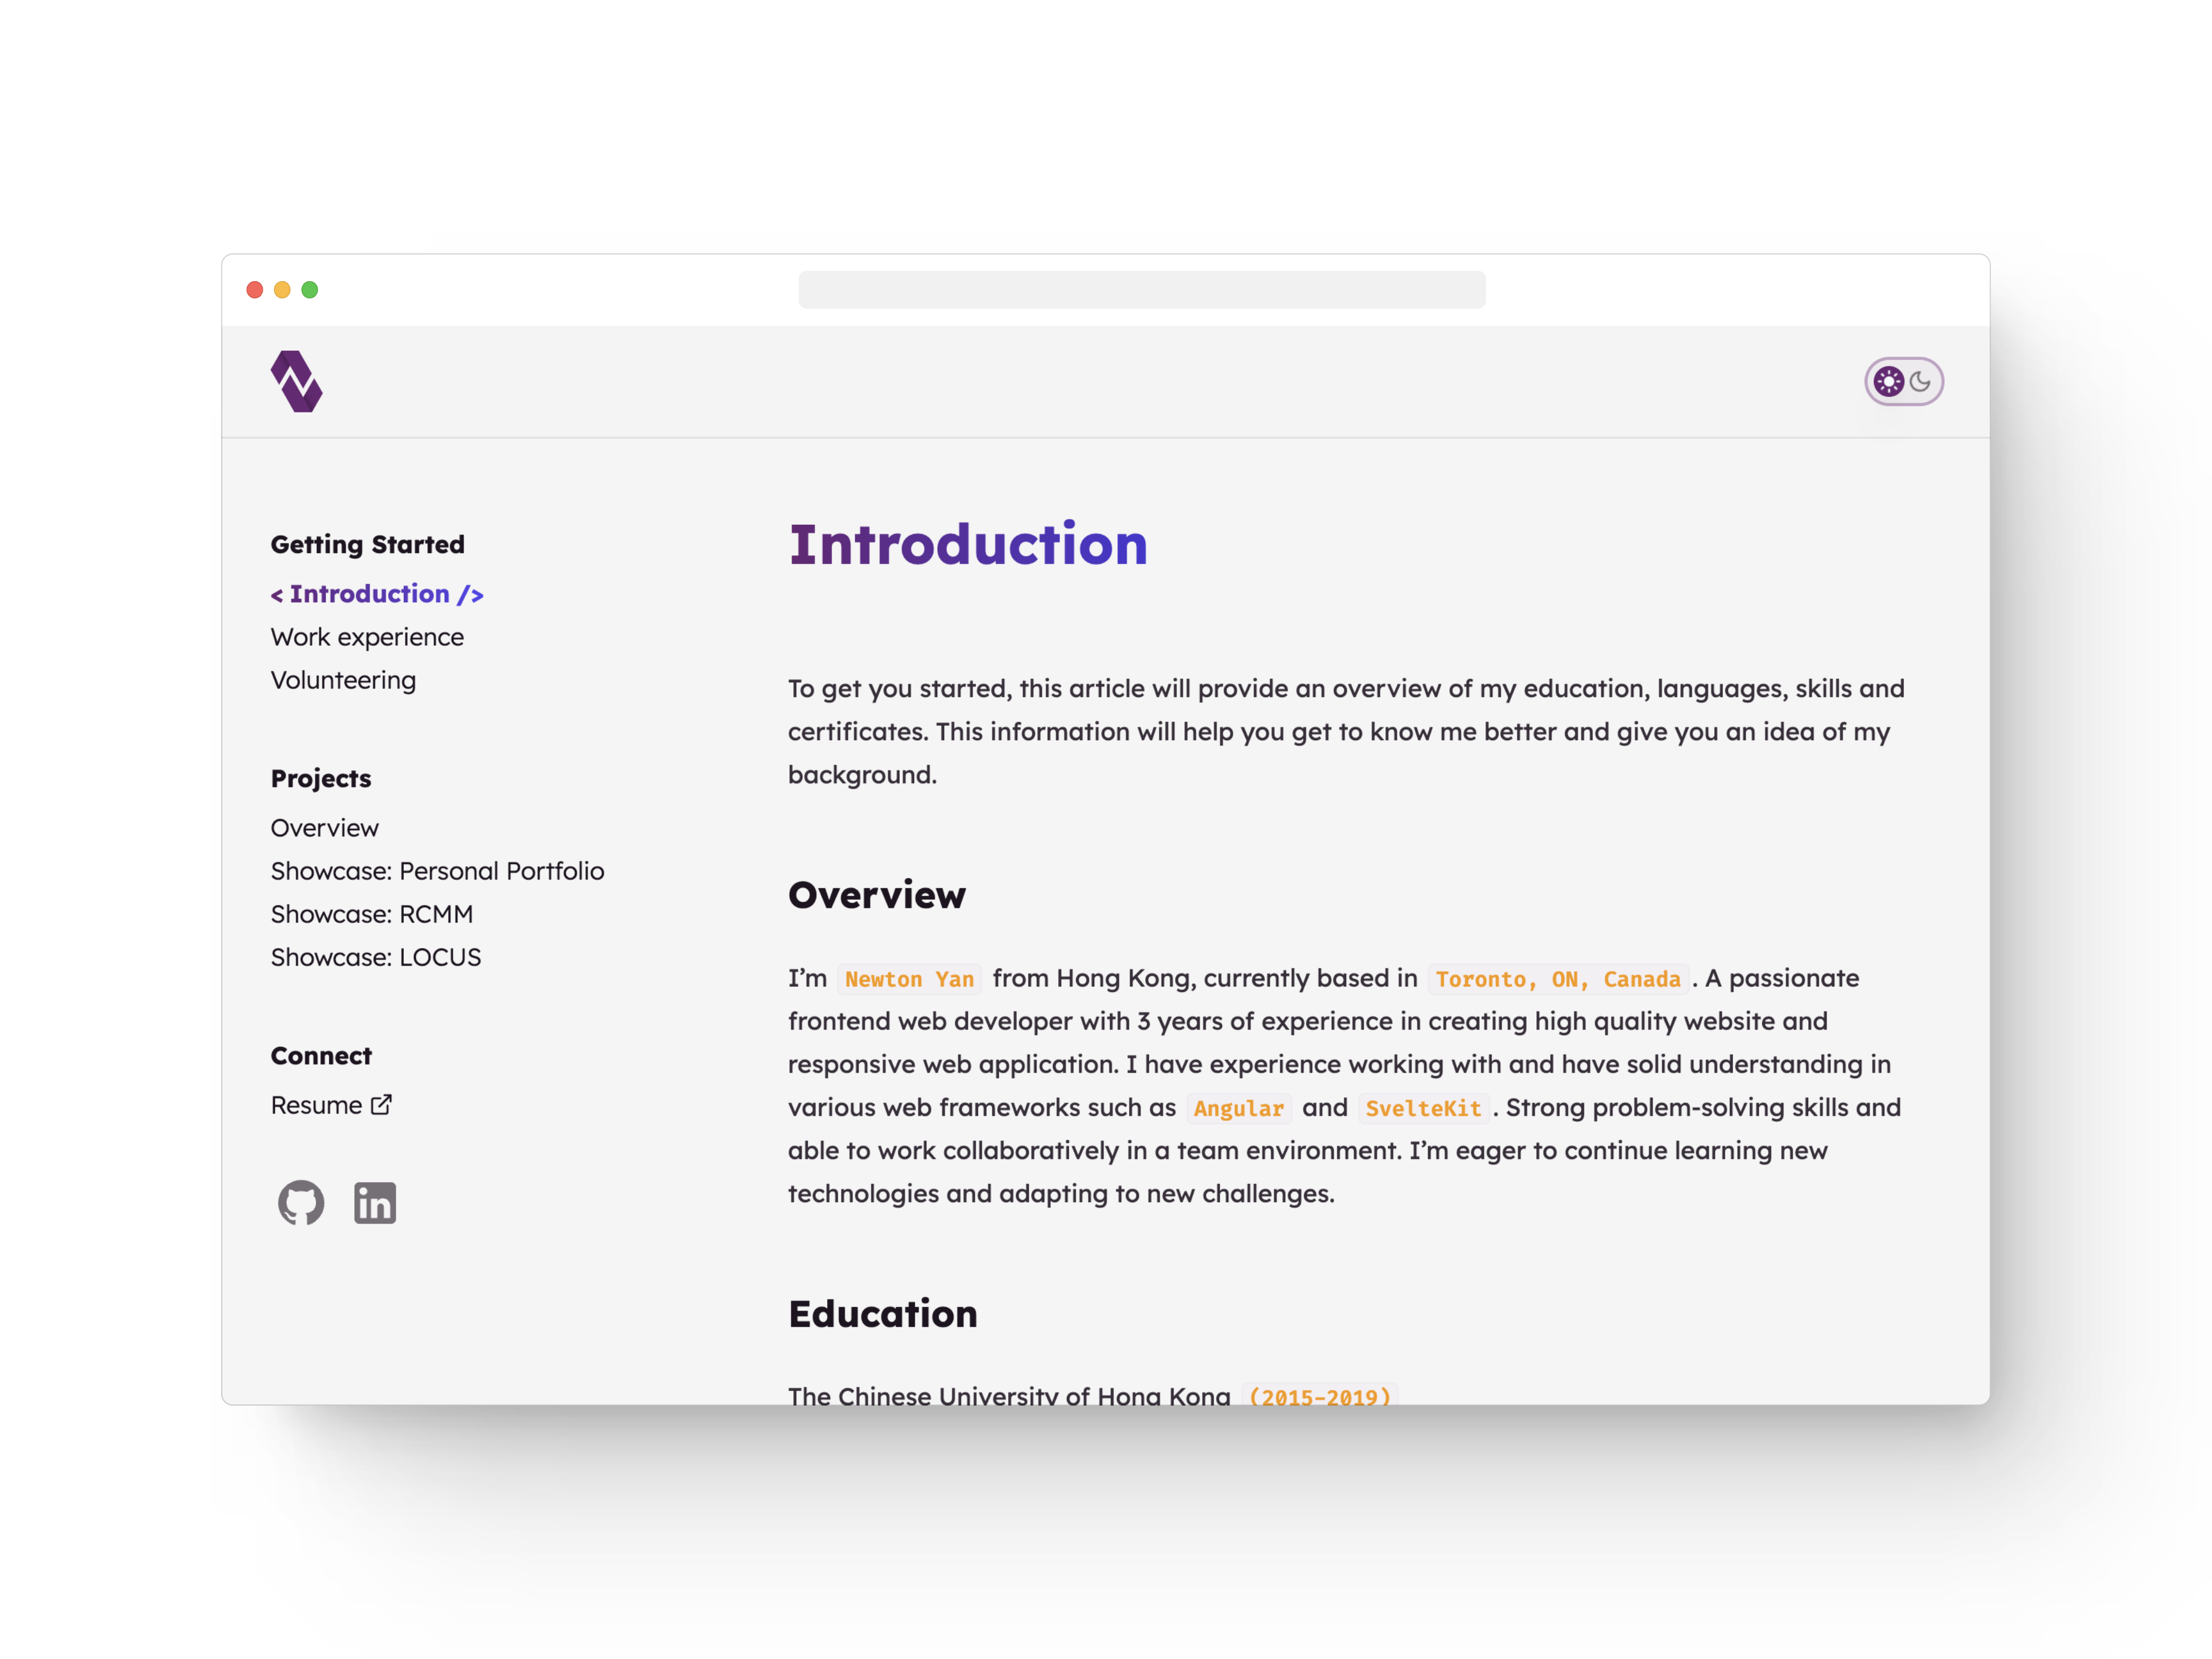 Getting Started
< Introduction />
Work experience
Volunteering
Projects
Overview
Showcase: Personal Portfolio
Showcase: RCMM
Showcase: LOCUS
Connect
Resume
in
Introduction
To get you started, this article will provide an overview of my education, languages, skills and
certificates. This information will help you get to know me better and give you an idea of my
background.
Overview
I’m Newton Yan from Hong Kong, currently based in Toronto, ON, Canada. A passionate
frontend web developer with 3 years of experience in creating high quality website and
responsive web application. I have experience working with and have solid understanding in
various web frameworks such as Angular and SvelteKit. Strong problem-solving skills and
able to work collaboratively in a team environment. I’m eager to continue learning new
technologies and adapting to new challenges.
Education
The Chinese University of Hong Kong (2015-2019)